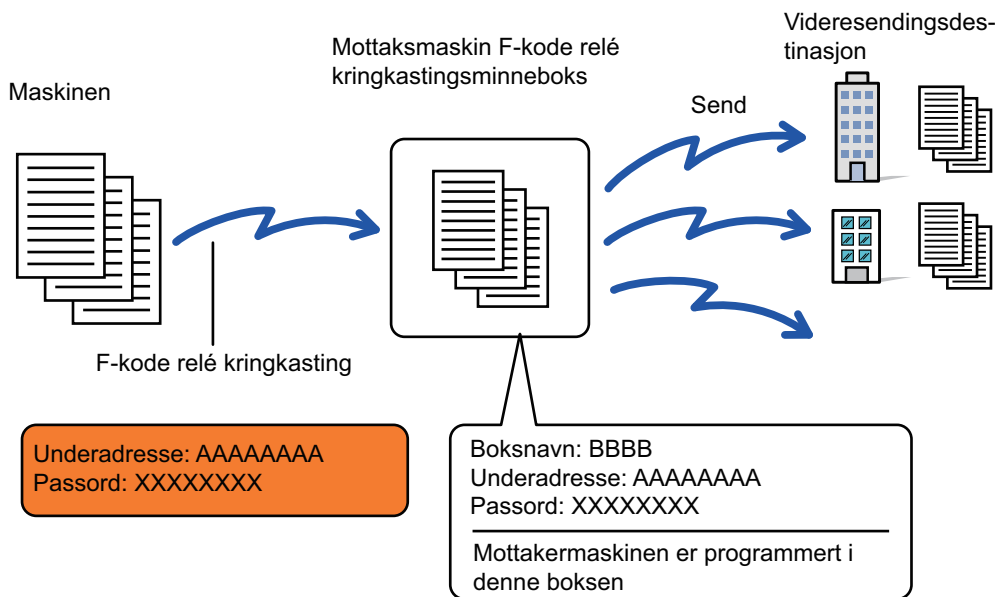 Maskinen
Mottaksmaskin F-kode relé
kringkastingsminneboks
Videresendingsdes-
tinasjon
Send
F-kode relé kringkasting
Underadresse: AAAAAAAA
Passord: XXXXXXXX
Boksnavn: BBBB
Underadresse: AAAAAAAA
Passord: XXXXXXXX
Mottakermaskinen er programmert i
denne boksen